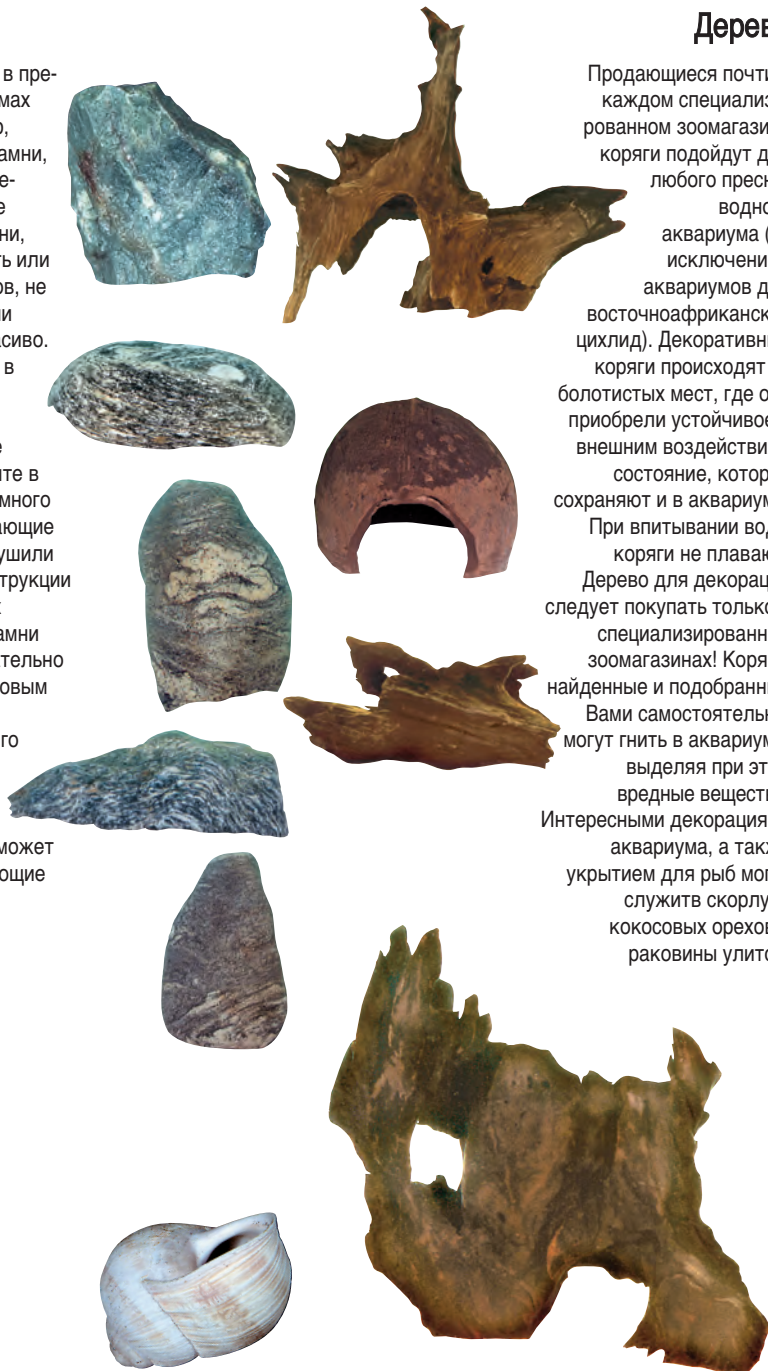 в пре-
мах
амни,
е-
е
ни,
ть или
ов, не
и
сиво.
в
е
те в
много
ающие
ушили
трукции
амни
тельно
овым
го
может
ощие
Дерев
Продающиеся почти
каждом специализ
рованном зоомагази
коряги подойдут д
любого пресн
водно
аквариума (
исключени
аквариумов д
восточноафриканск
цихлид). Декоративн
коряги происходят
болотистых мест, где о
приобрели устойчивое
внешним воздействи
состояние, котор
сохраняют и в аквариум
При впитывании вод
коряги не плаваю
Дерево для декорац
следует покупать только
специализированн
зоомагазинах! Коря
найденные и подобранн
Вами самостоятельн
могут гнить в аквариум
выделяя при эт
вредные веществ
Интересными декорация
аквариума, а такж
укрытием для рыб мог
служитв скорлу
кокосовых орехов
раковины улито